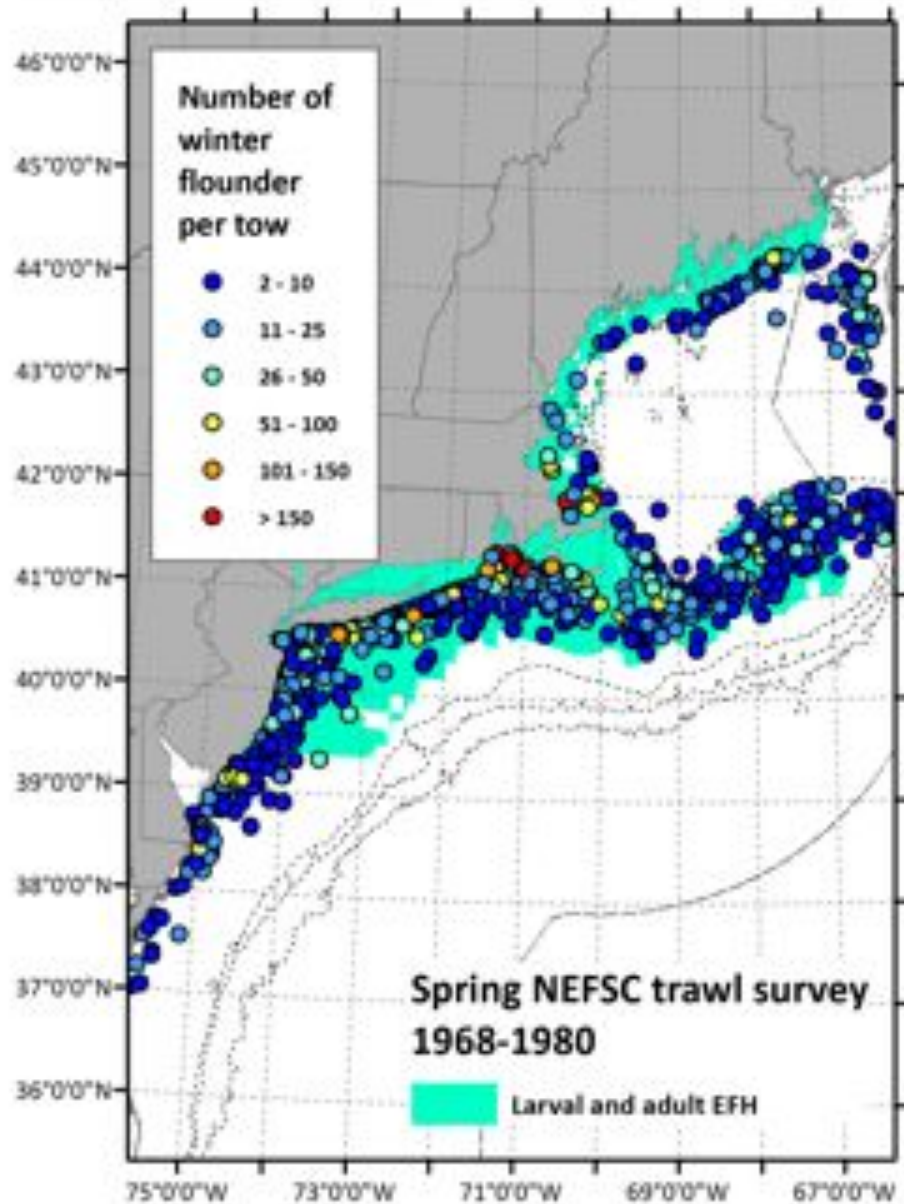 46°0'0"N
45°0'0"N
44°0'0"N
43°0'0"N
42°0'0"N
41°0'0"N
40°0'0"N
39°0'0"N
38°0'0"N
37°0'0"N
36°0'0"N
Number of
winter
flounder
per tow
2 - 10
11 - 25
26 - 50
51 - 100
101 - 150
> 150
Spring NEFSC trawl survey
1968-1980
Larval and adult EFH
75°0'0"W 73°0'0"W 71°0'0"W 69°0'0"W 67°0'0"W